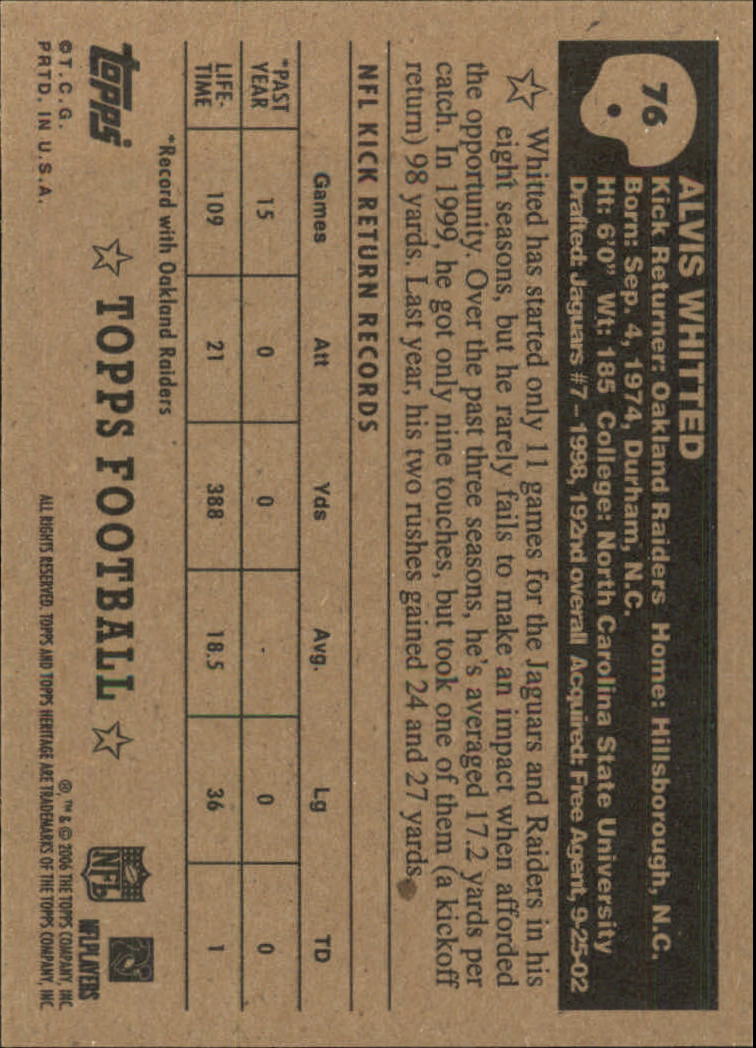 76
ALVIS WHITTED
Kick Returner: Oakland Raiders Home: Hillsborough, N.C.
Born: Sep. 4, 1974, Durham, N.C.
Ht: 6'0" Wt: 185 College: North Carolina State University
Drafted: Jaguars #7 – 1998, 192nd overall Acquired: Free Agent, 9-25-02
Whitted has started only 11 games for the Jaguars and Raiders in his
eight seasons, but he rarely fails to make an impact when afforded
the opportunity. Over the past three seasons, he's averaged 17.2 yards per
catch. In 1999, he got only nine touches, but took one of them (a kickoff
return) 98 yards. Last year, his two rushes gained 24 and 27 yards.
NFL KICK RETURN RECORDS
Games Att Yds Avg. Lg TD
*PAST YEAR 15 0 0 - 0 0
LIFE-TIME 109 21 388 18.5 36 1
*Record with Oakland Raiders
topps
TOPPS FOOTBALL
NFL
NFLPLAYERS
©T.C.G.
PRTD. IN U.S.A.
®, ™ & © 2006 THE TOPPS COMPANY, INC.
ALL RIGHTS RESERVED. TOPPS AND TOPPS HERITAGE ARE TRADEMARKS OF THE TOPPS COMPANY, INC.